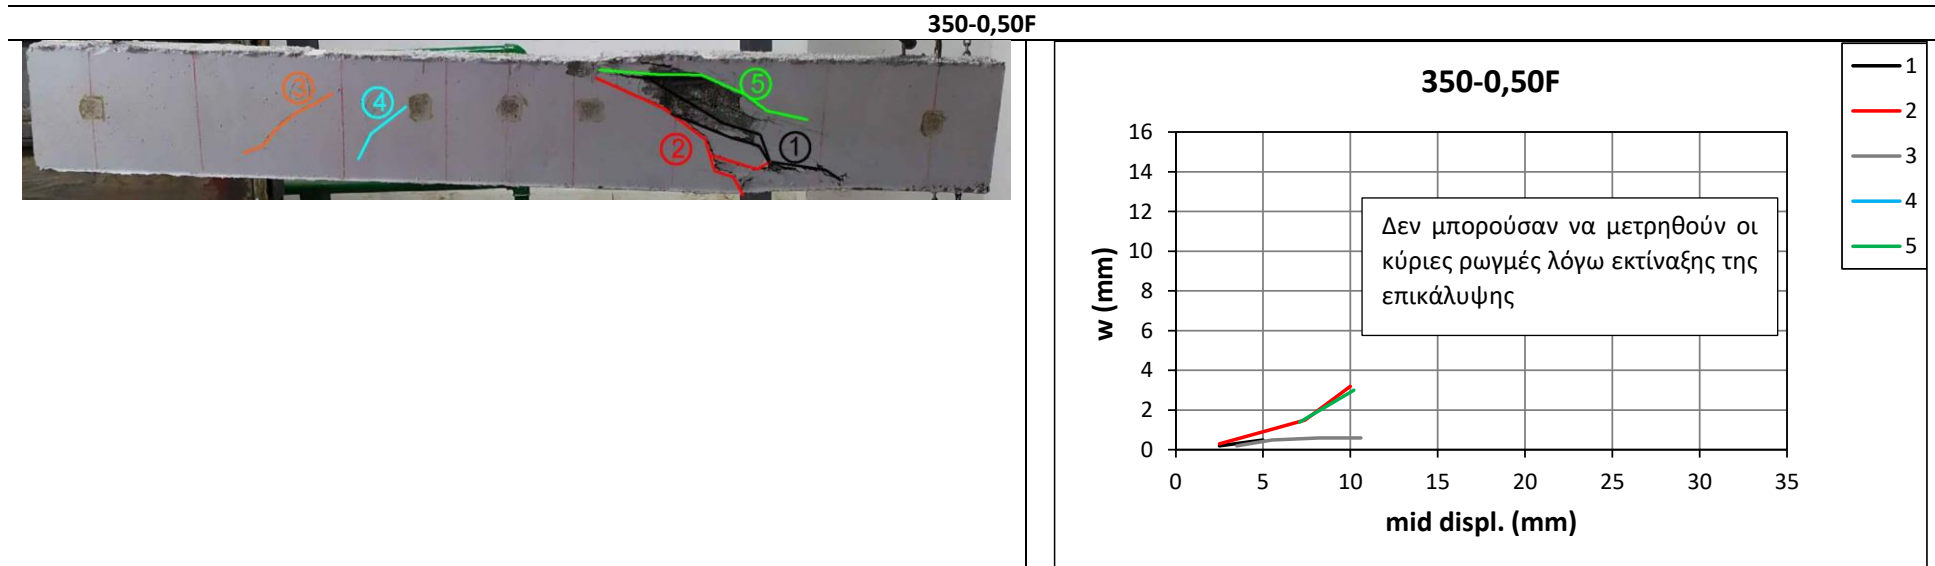 350-0,50F
3
4
2
1
5
350-0,50F
1
2
3
4
5
Δεν μπορούσαν να μετρηθούν οι
κύριες ρωγμές λόγω εκτίναξης της
επικάλυψης
16
14
12
10
8
6
4
2
0
w (mm)
0 5 10 15 20 25 30 35
mid displ. (mm)